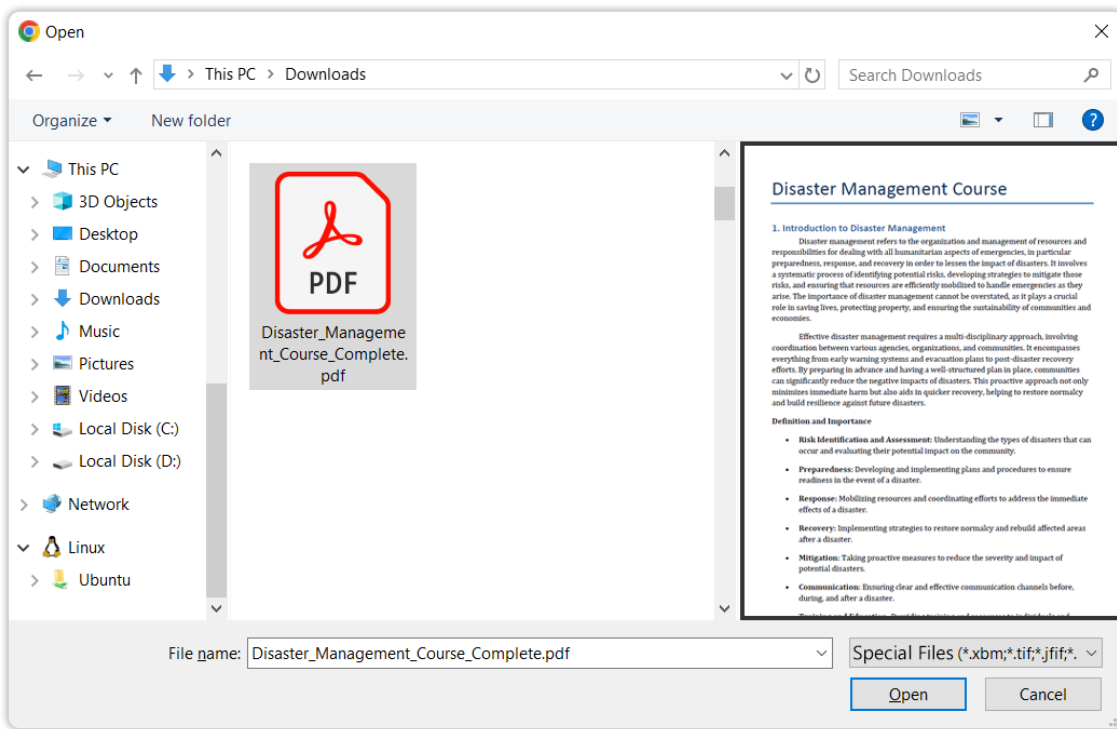 Open
This PC > Downloads
Search Downloads
Organize
New folder
?
This PC
3D Objects
Desktop
Documents
Downloads
Music
Pictures
Videos
Local Disk (C:)
Local Disk (D:)
Network
Linux
Ubuntu
PDF
Disaster_Manageme
nt_Course_Complete.
pdf
Disaster Management Course
1. Introduction to Disaster Management
Disaster management refers to the organization and management of resources and
responsibilities for dealing with all humanitarian aspects of emergencies, in particular
preparedness, response, and recovery in order to lessen the impact of disasters. It involves
a systematic process of identifying potential risks, developing strategies to mitigate those
risks, and ensuring that resources are efficiently mobilized to handle emergencies as they
arise. The importance of disaster management cannot be overstated, as it plays a crucial
role in saving lives, protecting property, and ensuring the sustainability of communities and
economies.
Effective disaster management requires a multi-disciplinary approach, involving
coordination between various agencies, organizations, and communities. It encompasses
everything from early warning systems and evacuation plans to post-disaster recovery
efforts. By preparing in advance and having a well-structured plan in place, communities
can significantly reduce the negative impacts of disasters. This proactive approach not only
minimizes immediate harm but also aids in quicker recovery, helping to restore normalcy
and build resilience against future disasters.
Definition and Importance
• Risk Identification and Assessment: Understanding the types of disasters that can
occur and evaluating their potential impact on the community.
• Preparedness: Developing and implementing plans and procedures to ensure
readiness in the event of a disaster.
• Response: Mobilizing resources and coordinating efforts to address the immediate
effects of a disaster.
• Recovery: Implementing strategies to restore normalcy and rebuild affected areas
after a disaster.
• Mitigation: Taking proactive measures to reduce the severity and impact of
potential disasters.
• Communication: Ensuring clear and effective communication channels before,
during, and after a disaster.
File name: Disaster_Management_Course_Complete.pdf
Special Files (*.xbm;*.tif;*.jfif;*.
Open
Cancel